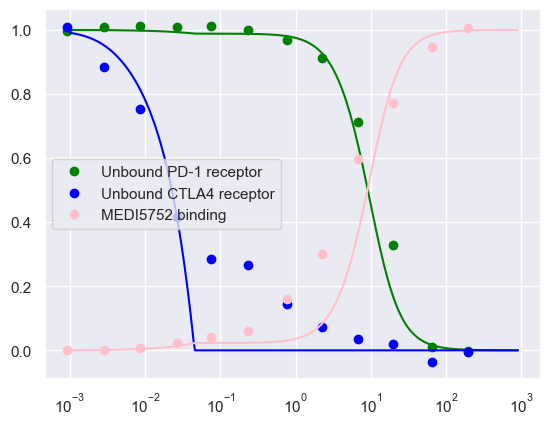 1.0
0.8
0.6
0.4
0.2
0.0
Unbound PD-1 receptor
Unbound CTLA4 receptor
MEDI5752 binding
10⁻³ 10⁻² 10⁻¹ 10⁰ 10¹ 10² 10³